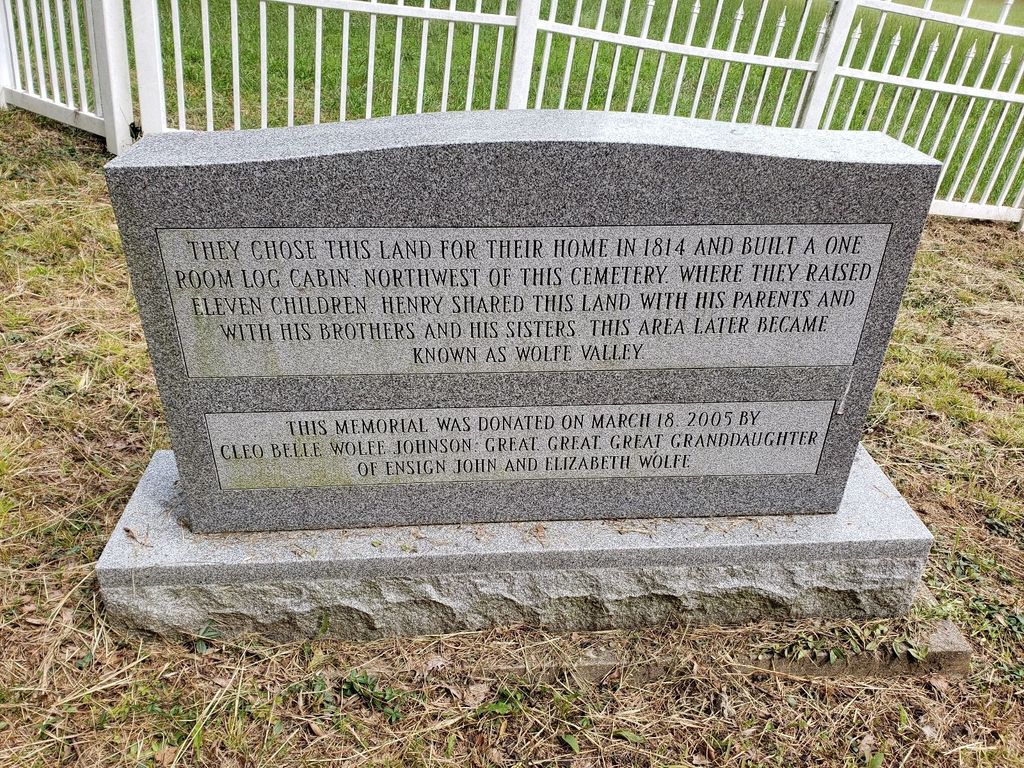 THEY CHOSE THIS LAND FOR THEIR HOME IN 1814 AND BUILT A ONE
ROOM LOG CABIN, NORTHWEST OF THIS CEMETERY, WHERE THEY RAISED
ELEVEN CHILDREN. HENRY SHARED THIS LAND WITH HIS PARENTS AND
WITH HIS BROTHERS AND HIS SISTERS. THIS AREA LATER BECAME
KNOWN AS WOLFE VALLEY.
THIS MEMORIAL WAS DONATED ON MARCH 18, 2005 BY
CLEO BELLE WOLFE JOHNSON; GREAT, GREAT, GREAT GRANDDAUGHTER
OF ENSIGN JOHN AND ELIZABETH WOLFE